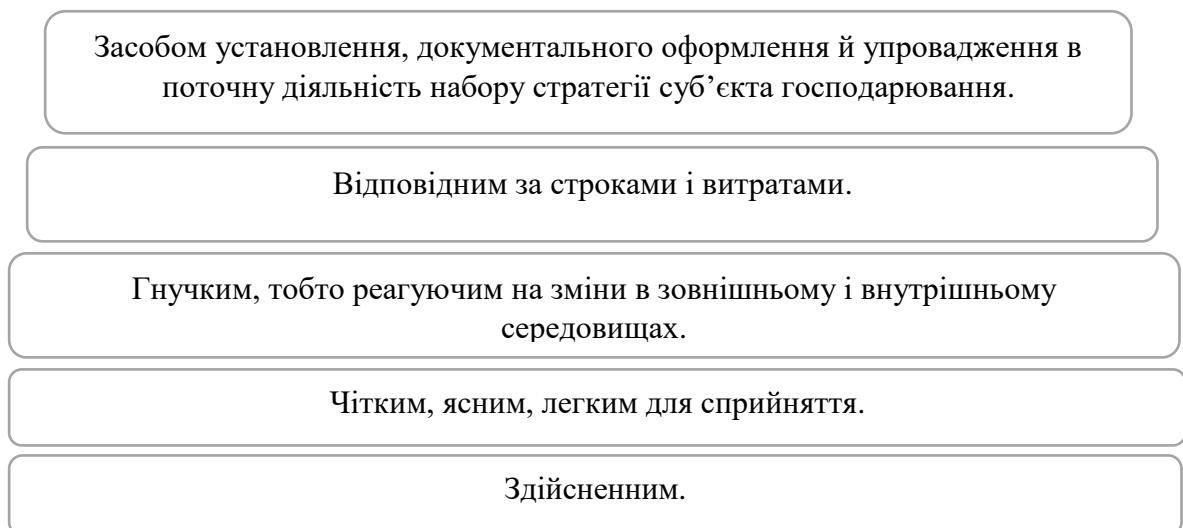 Засобом установлення, документального оформлення й упровадження в
поточну діяльність набору стратегії суб’єкта господарювання.
Відповідним за строками і витратами.
Гнучким, тобто реагуючим на зміни в зовнішньому і внутрішньому
середовищах.
Чітким, ясним, легким для сприйняття.
Здійсненним.